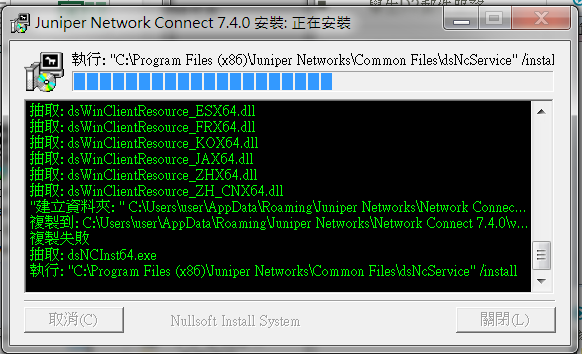 Juniper Network Connect 7.4.0 安裝: 正在安裝
執行: "C:\Program Files (x86)\Juniper Networks\Common Files\dsNcService" /instal
抽取: dsWinClientResource_ESX64.dll
抽取: dsWinClientResource_FRX64.dll
抽取: dsWinClientResource_KOX64.dll
抽取: dsWinClientResource_JAX64.dll
抽取: dsWinClientResource_ZHX64.dll
抽取: dsWinClientResource_ZH_CNX64.dll
"建立資料夾: " C:\Users\user\AppData\Roaming\Juniper Networks\Network Connec...
複製到: C:\Users\user\AppData\Roaming\Juniper Networks\Network Connect 7.4.0\v...
複製失敗
抽取: dsNCInst64.exe
執行: "C:\Program Files (x86)\Juniper Networks\Common Files\dsNcService" /install
取消(C)
Nullsoft Install System
關閉(L)